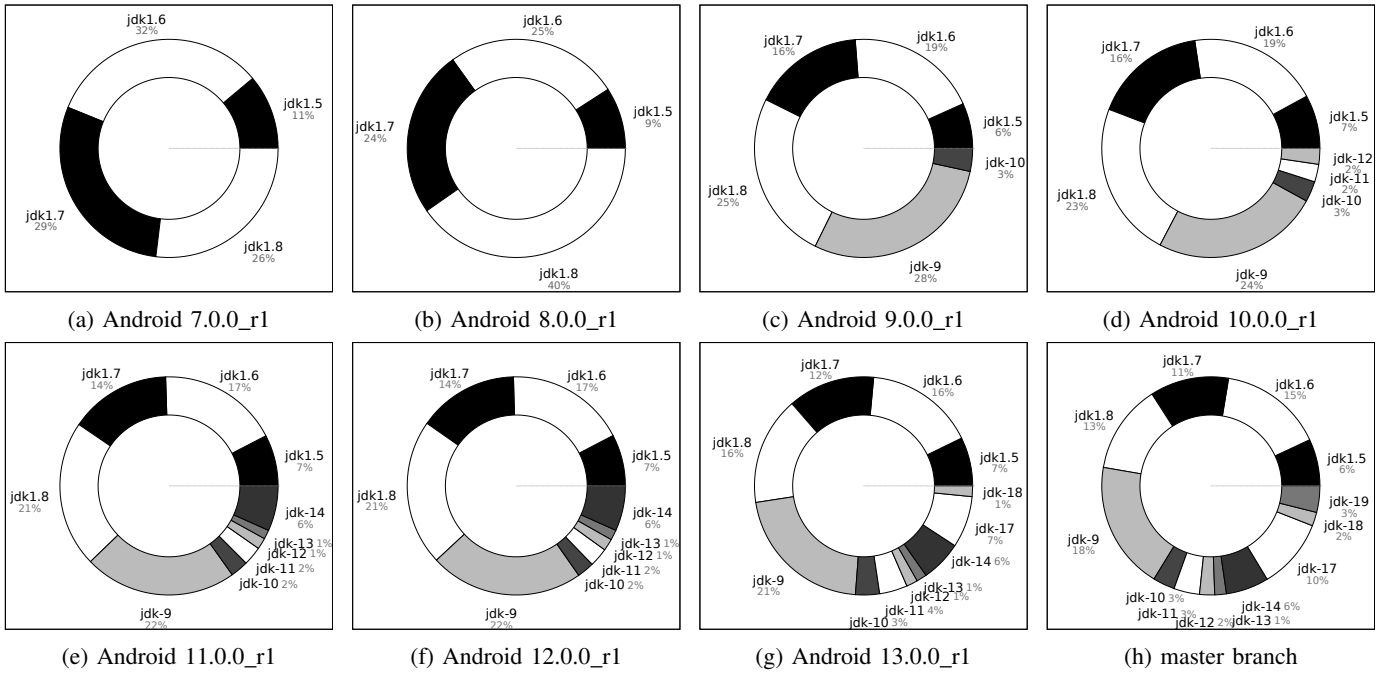 jdk1.6
32%
jdk1.5
11%
jdk1.7
29%
jdk1.8
26%
(a) Android 7.0.0_r1
jdk1.6
25%
jdk1.5
9%
jdk1.7
24%
jdk1.8
40%
(b) Android 8.0.0_r1
jdk1.6
19%
jdk1.7
16%
jdk1.5
6%
jdk-10
3%
jdk1.8
25%
jdk-9
28%
(c) Android 9.0.0_r1
jdk1.6
19%
jdk1.7
16%
jdk1.5
7%
jdk-12
2%
jdk-11
2%
jdk-10
3%
jdk1.8
23%
jdk-9
24%
(d) Android 10.0.0_r1
jdk1.7
14%
jdk1.6
17%
jdk1.5
7%
jdk1.8
21%
jdk-14
6%
jdk-13 1%
jdk-12 1%
jdk-11 2%
jdk-10 2%
jdk-9
22%
(e) Android 11.0.0_r1
jdk1.7
14%
jdk1.6
17%
jdk1.5
7%
jdk1.8
21%
jdk-14
6%
jdk-13 1%
jdk-12 1%
jdk-11 2%
jdk-10 2%
jdk-9
22%
(f) Android 12.0.0_r1
jdk1.7
12%
jdk1.6
16%
jdk1.8
16%
jdk1.5
7%
jdk-18
1%
jdk-17
7%
jdk-14 6%
jdk-9
21%
jdk-13 1%
jdk-12 1%
jdk-11 4%
jdk-10 3%
(g) Android 13.0.0_r1
jdk1.7
11%
jdk1.6
15%
jdk1.8
13%
jdk1.5
6%
jdk-19
3%
jdk-18
2%
jdk-9
18%
jdk-17
10%
jdk-10 3%
jdk-14 6%
jdk-11 3%
jdk-13 1%
jdk-12 2%
(h) master branch